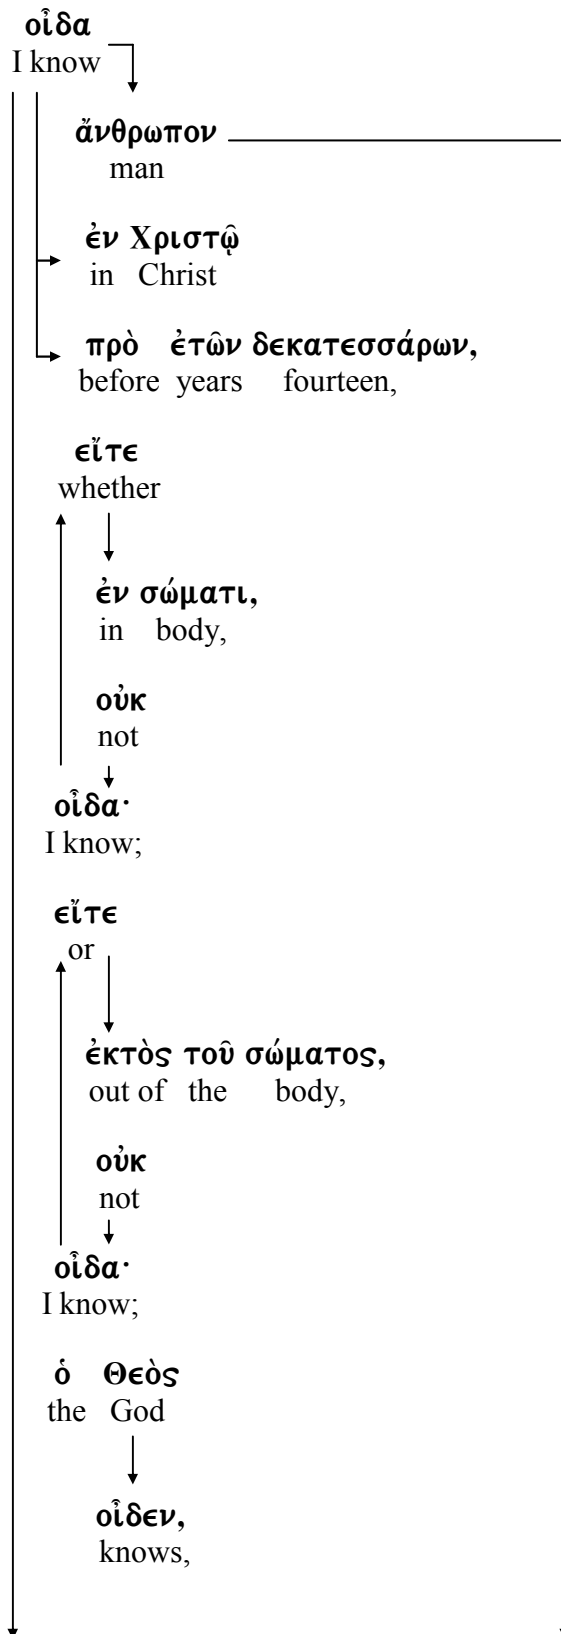 οἶδα
I know
ἄνθρωπον
man
ἐν Χριστῷ
in Christ
πρὸ ἐτῶν δεκατεσσάρων,
before years fourteen,
εἴτε
whether
ἐν σώματι,
in body,
οὐκ
not
οἶδα·
I know;
εἴτε
or
ἐκτὸς τοῦ σώματος,
out of the body,
οὐκ
not
οἶδα·
I know;
ὁ Θεὸς
the God
οἶδεν,
knows,